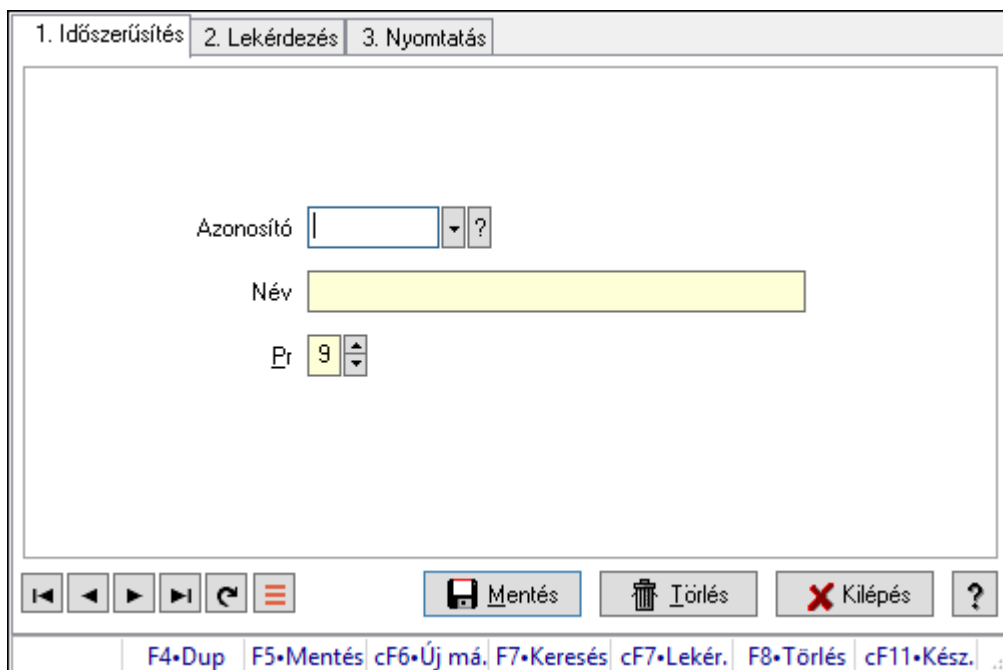 1. Időszerűsítés 2. Lekérdezés 3. Nyomtatás
Azonosító ?
Név
Pr 9
Mentés Törlés Kilépés ?
F4•Dup F5•Mentés cF6•Új má. F7•Keresés cF7•Lekér. F8•Törlés cF11•Kész.